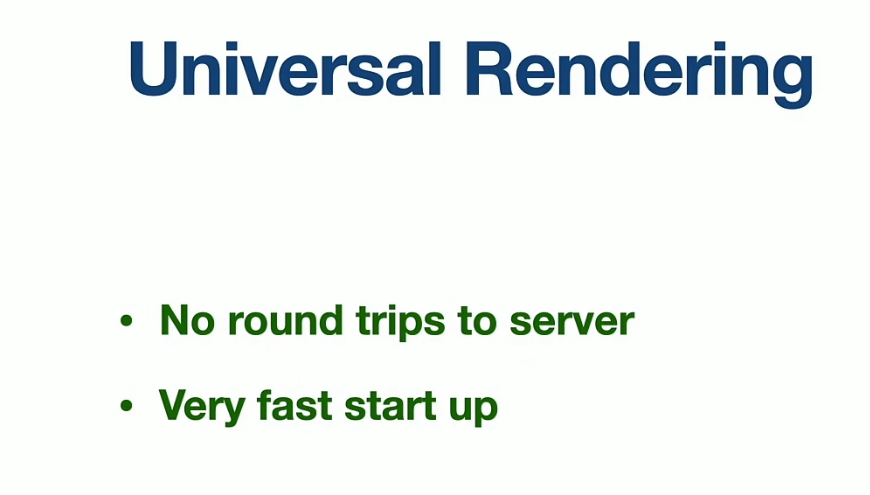 Universal Rendering
• No round trips to server
• Very fast start up